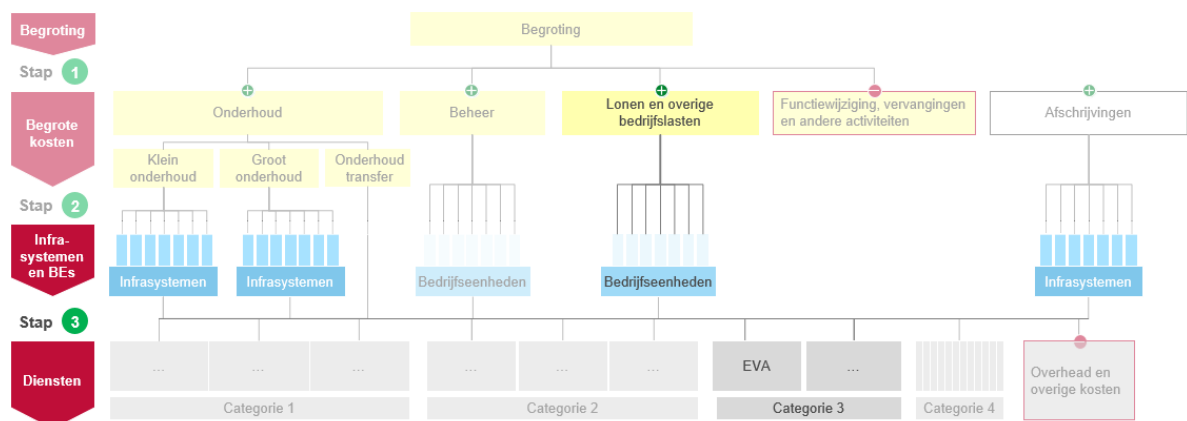 Begroting
Begroting
Stap 1
Begrote
kosten
Onderhoud
Beheer
Lonen en overige
bedrijfslasten
Functiewijziging, vervangingen
en andere activiteiten
Afschrijvingen
Klein
onderhoud
Groot
onderhoud
Onderhoud
transfer
Stap 2
Infra-
systemen
en BEs
Infrasystemen
Infrasystemen
Bedrijfseenheden
Bedrijfseenheden
Infrasystemen
Stap 3
Diensten
...
...
...
...
...
...
EVA
...
Overhead en
overige kosten
Categorie 1
Categorie 2
Categorie 3
Categorie 4